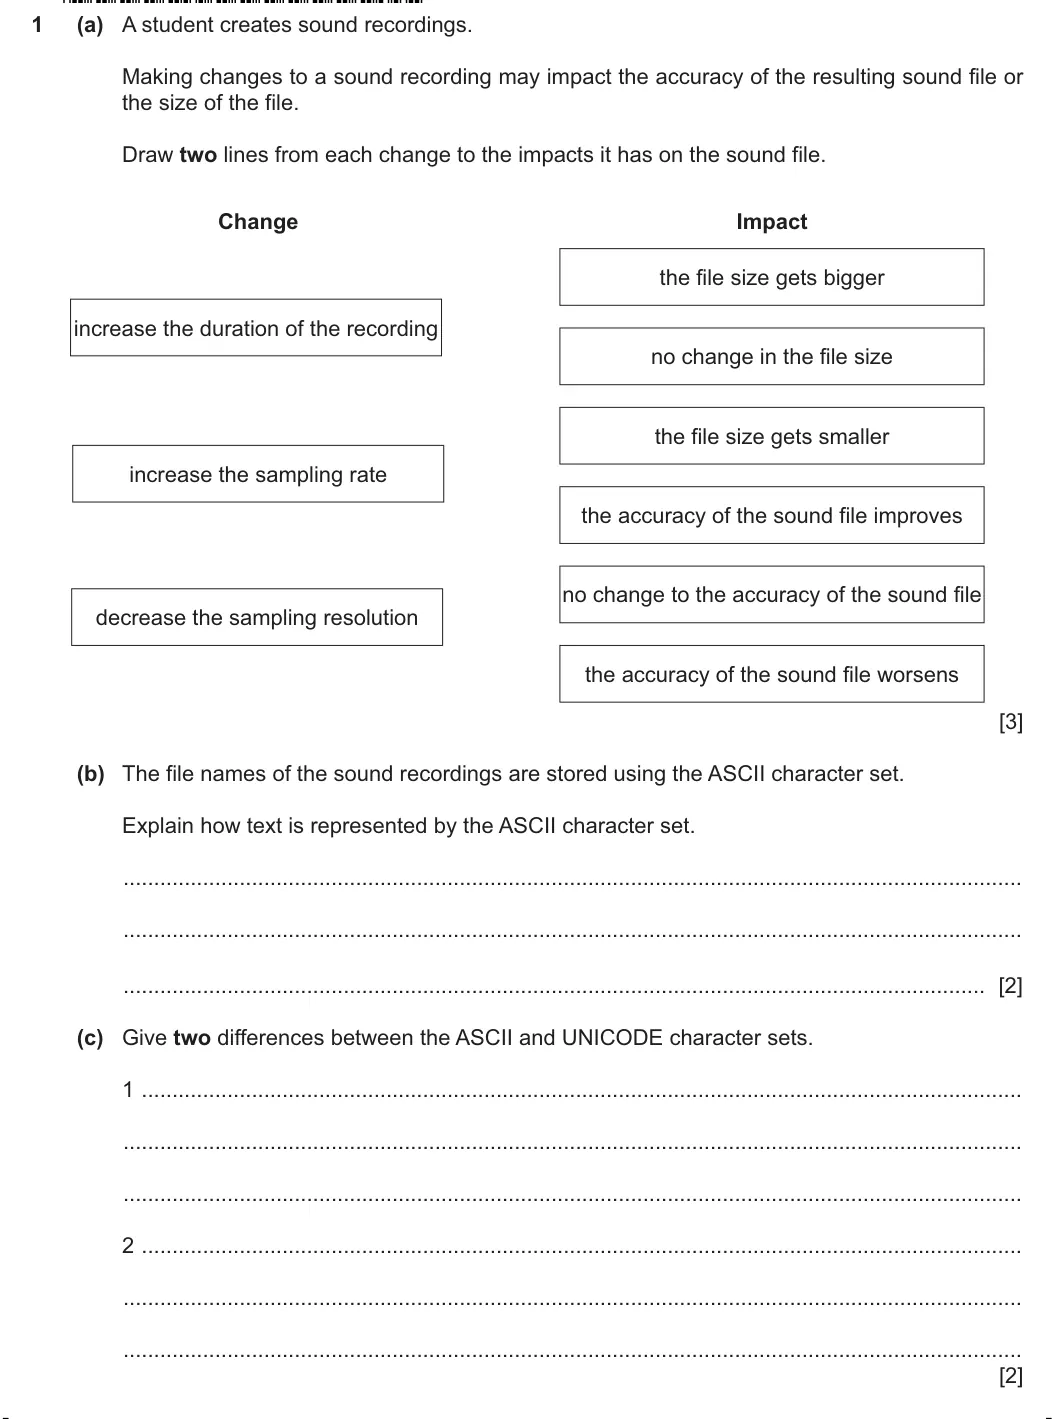 1 (a) A student creates sound recordings.
Making changes to a sound recording may impact the accuracy of the resulting sound file or
the size of the file.
Draw two lines from each change to the impacts it has on the sound file.
Change
Impact
the file size gets bigger
increase the duration of the recording
no change in the file size
the file size gets smaller
increase the sampling rate
the accuracy of the sound file improves
no change to the accuracy of the sound file
decrease the sampling resolution
the accuracy of the sound file worsens
[3]
(b) The file names of the sound recordings are stored using the ASCII character set.
Explain how text is represented by the ASCII character set.
[2]
(c) Give two differences between the ASCII and UNICODE character sets.
1
2
[2]